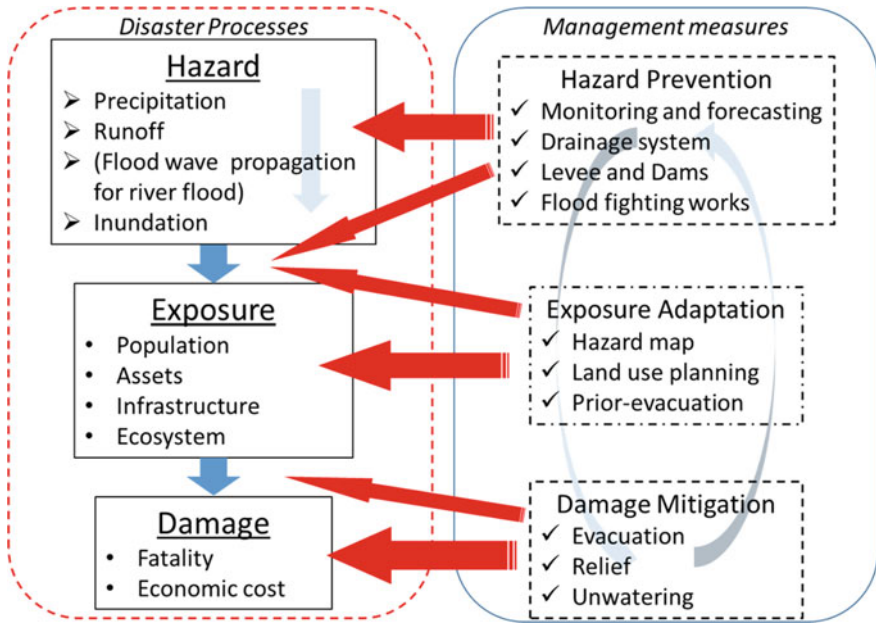 Disaster Processes
Hazard
➢ Precipitation
➢ Runoff
➢ (Flood wave propagation
for river flood)
➢ Inundation
Exposure
• Population
• Assets
• Infrastructure
• Ecosystem
Damage
• Fatality
• Economic cost
Management measures
Hazard Prevention
✓ Monitoring and forecasting
✓ Drainage system
✓ Levee and Dams
✓ Flood fighting works
Exposure Adaptation
✓ Hazard map
✓ Land use planning
✓ Prior-evacuation
Damage Mitigation
✓ Evacuation
✓ Relief
✓ Unwatering